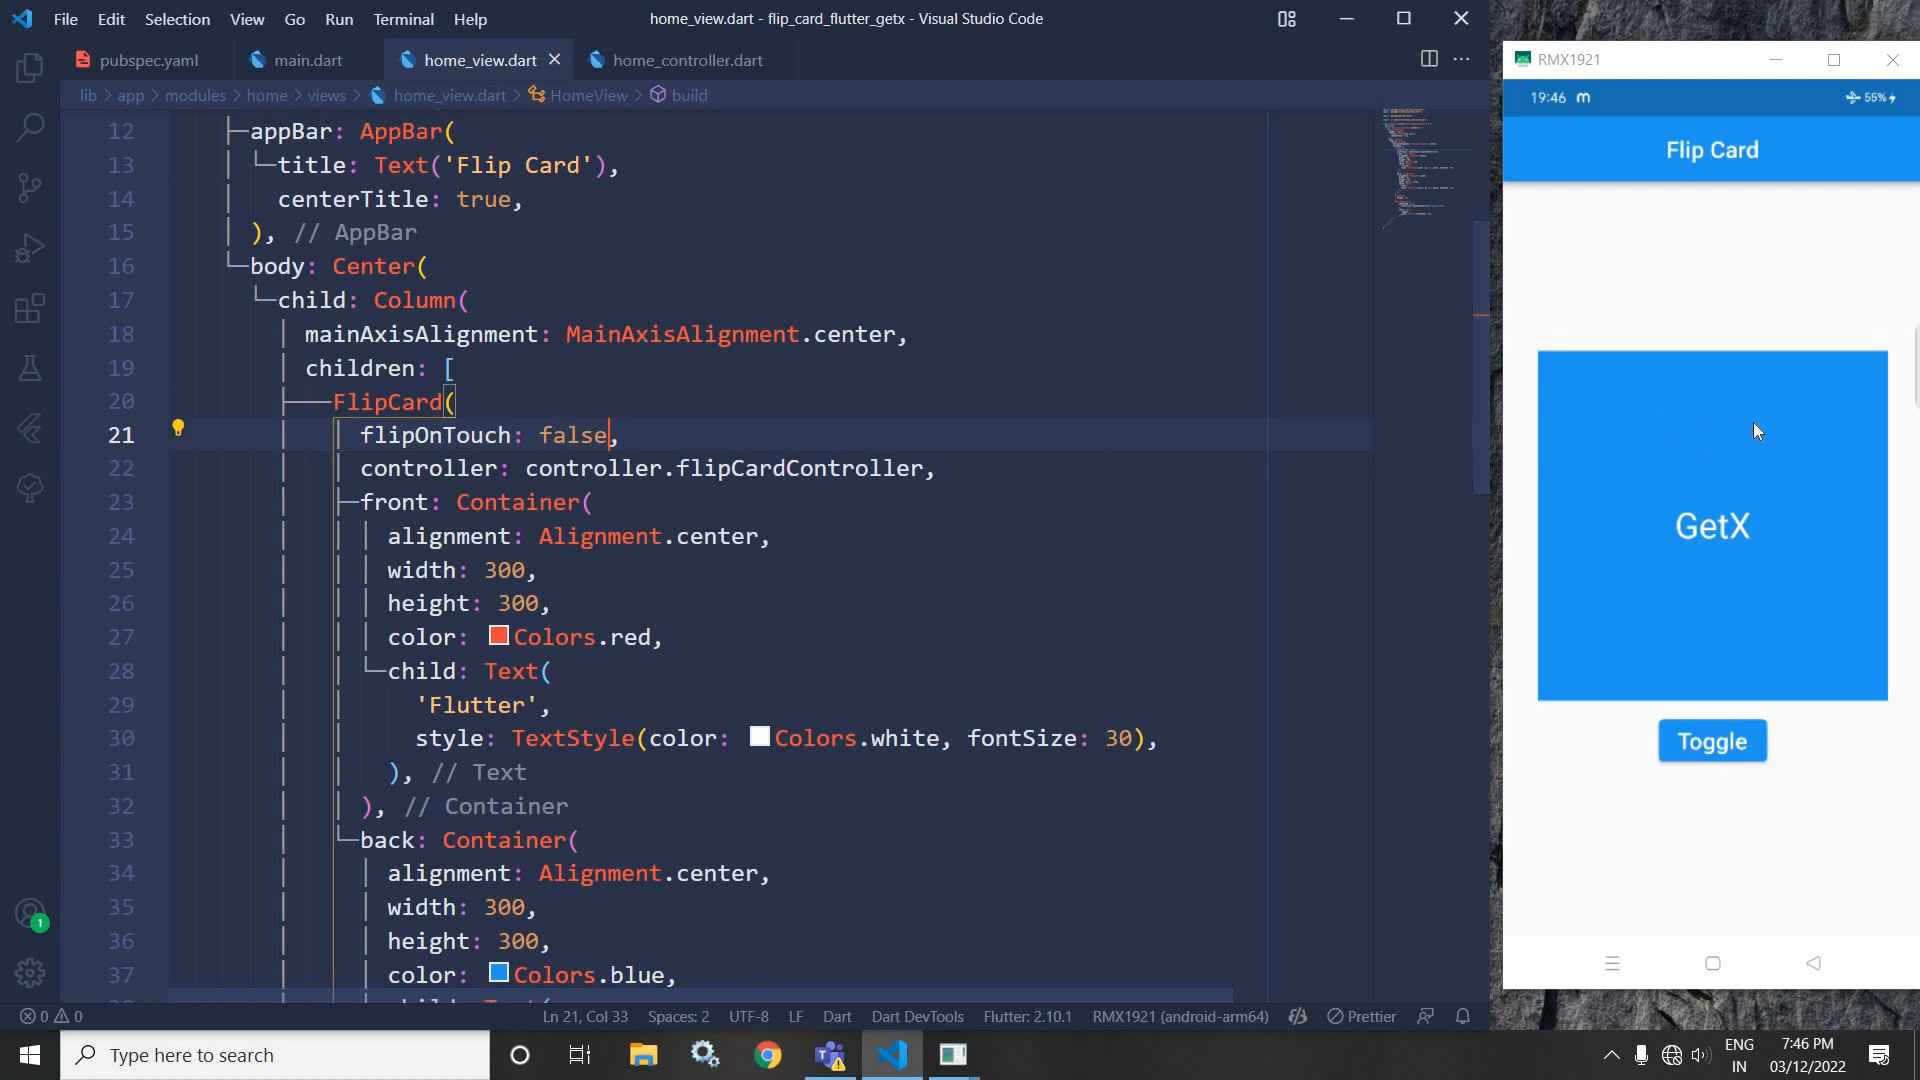 File Edit Selection View Go Run Terminal Help
home_view.dart - flip_card_flutter_getx - Visual Studio Code
pubspec.yaml
main.dart
home_view.dart
home_controller.dart
lib > app > modules > home > views > home_view.dart > HomeView > build
12 appBar: AppBar(
13 title: Text('Flip Card'),
14 centerTitle: true,
15 ), // AppBar
16 body: Center(
17 child: Column(
18 mainAxisAlignment: MainAxisAlignment.center,
19 children: [
20 FlipCard(
21 flipOnTouch: false,
22 controller: controller.flipCardController,
23 front: Container(
24 alignment: Alignment.center,
25 width: 300,
26 height: 300,
27 color: Colors.red,
28 child: Text(
29 'Flutter',
30 style: TextStyle(color: Colors.white, fontSize: 30),
31 ), // Text
32 ), // Container
33 back: Container(
34 alignment: Alignment.center,
35 width: 300,
36 height: 300,
37 color: Colors.blue,
1
0 0
Ln 21, Col 33
Spaces: 2
UTF-8
LF
Dart
Dart DevTools
Flutter: 2.10.1
RMX1921 (android-arm64)
Prettier
RMX1921
19:46
55%
Flip Card
GetX
Toggle
Type here to search
ENG
IN
7:46 PM
03/12/2022